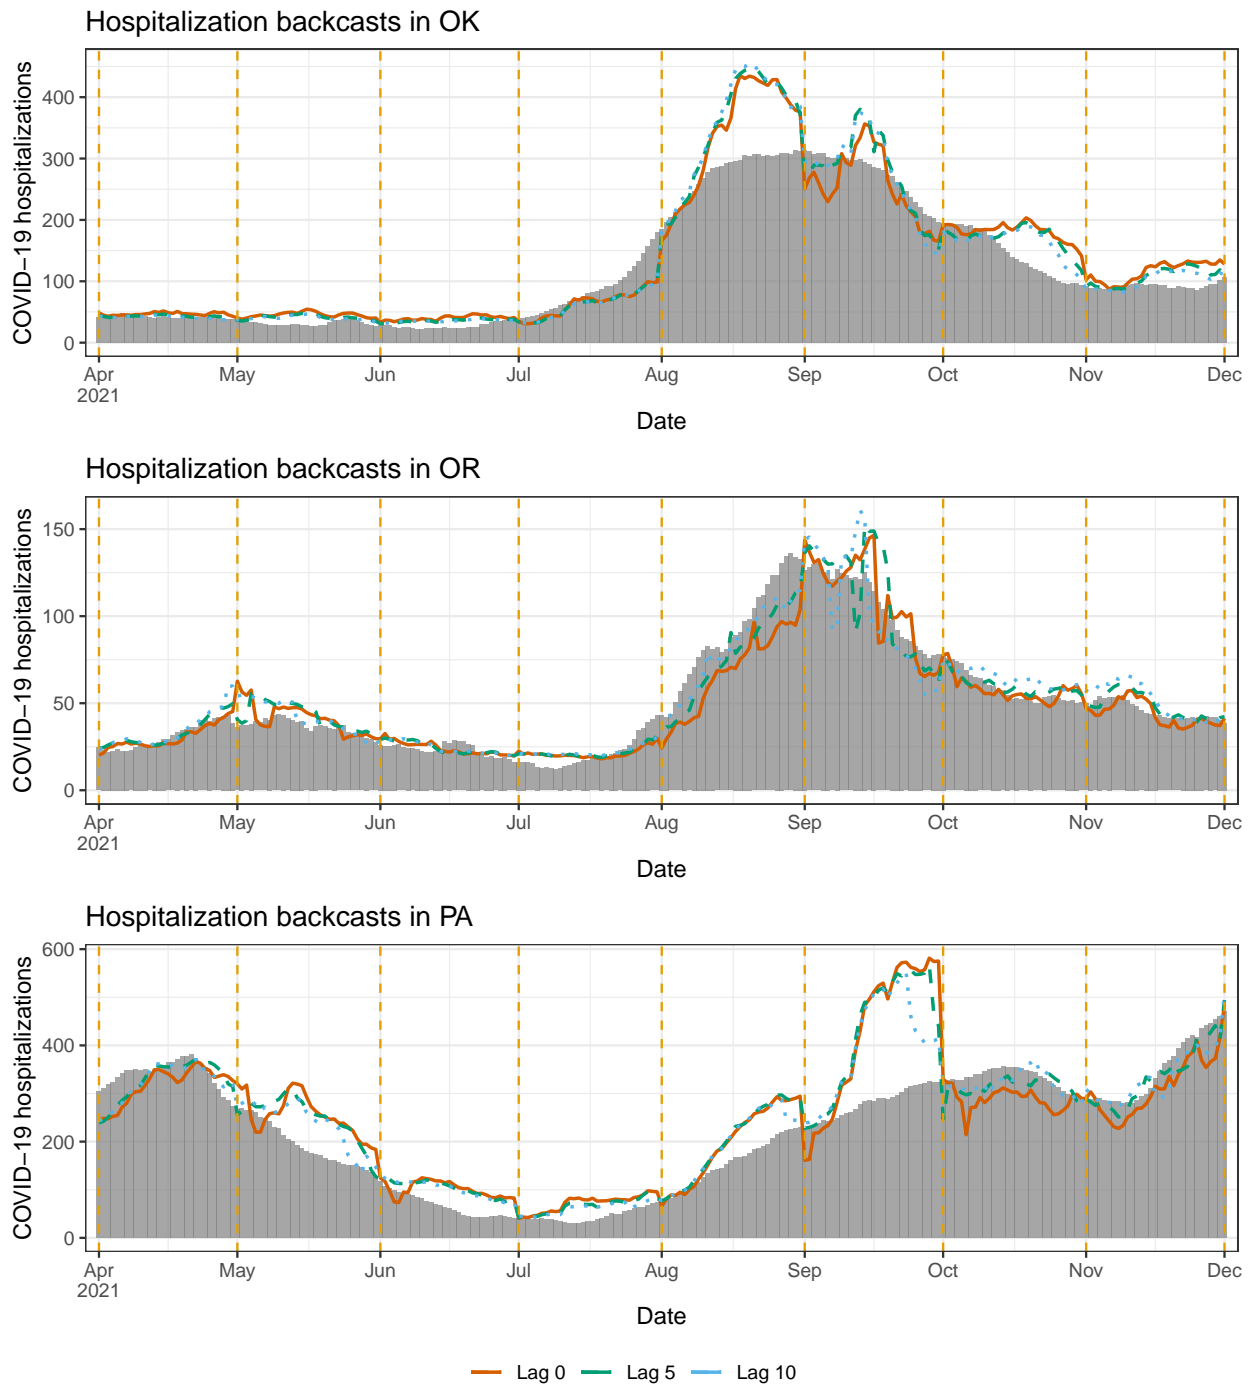 Hospitalization backcasts in OK
COVID−19 hospitalizations
400
300
200
100
0
Apr
2021
May
Jun
Jul
Aug
Sep
Oct
Nov
Dec
Date
Hospitalization backcasts in OR
COVID−19 hospitalizations
150
100
50
0
Apr
2021
May
Jun
Jul
Aug
Sep
Oct
Nov
Dec
Date
Hospitalization backcasts in PA
COVID−19 hospitalizations
600
400
200
0
Apr
2021
May
Jun
Jul
Aug
Sep
Oct
Nov
Dec
Date
Lag 0
Lag 5
Lag 10